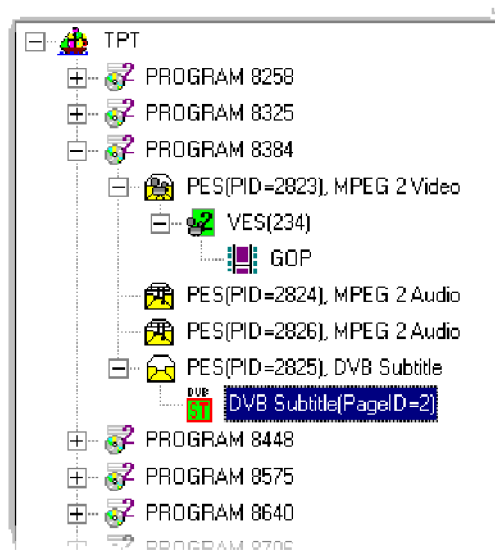 TPT
PROGRAM 8258
PROGRAM 8325
PROGRAM 8384
PES(PID=2823), MPEG 2 Video
2 VES(234)
GOP
PES(PID=2824), MPEG 2 Audio
PES(PID=2826), MPEG 2 Audio
PES(PID=2825), DVB Subtitle
DVB
ST DVB Subtitle(PageID=2)
PROGRAM 8448
PROGRAM 8575
PROGRAM 8640
PROGRAM